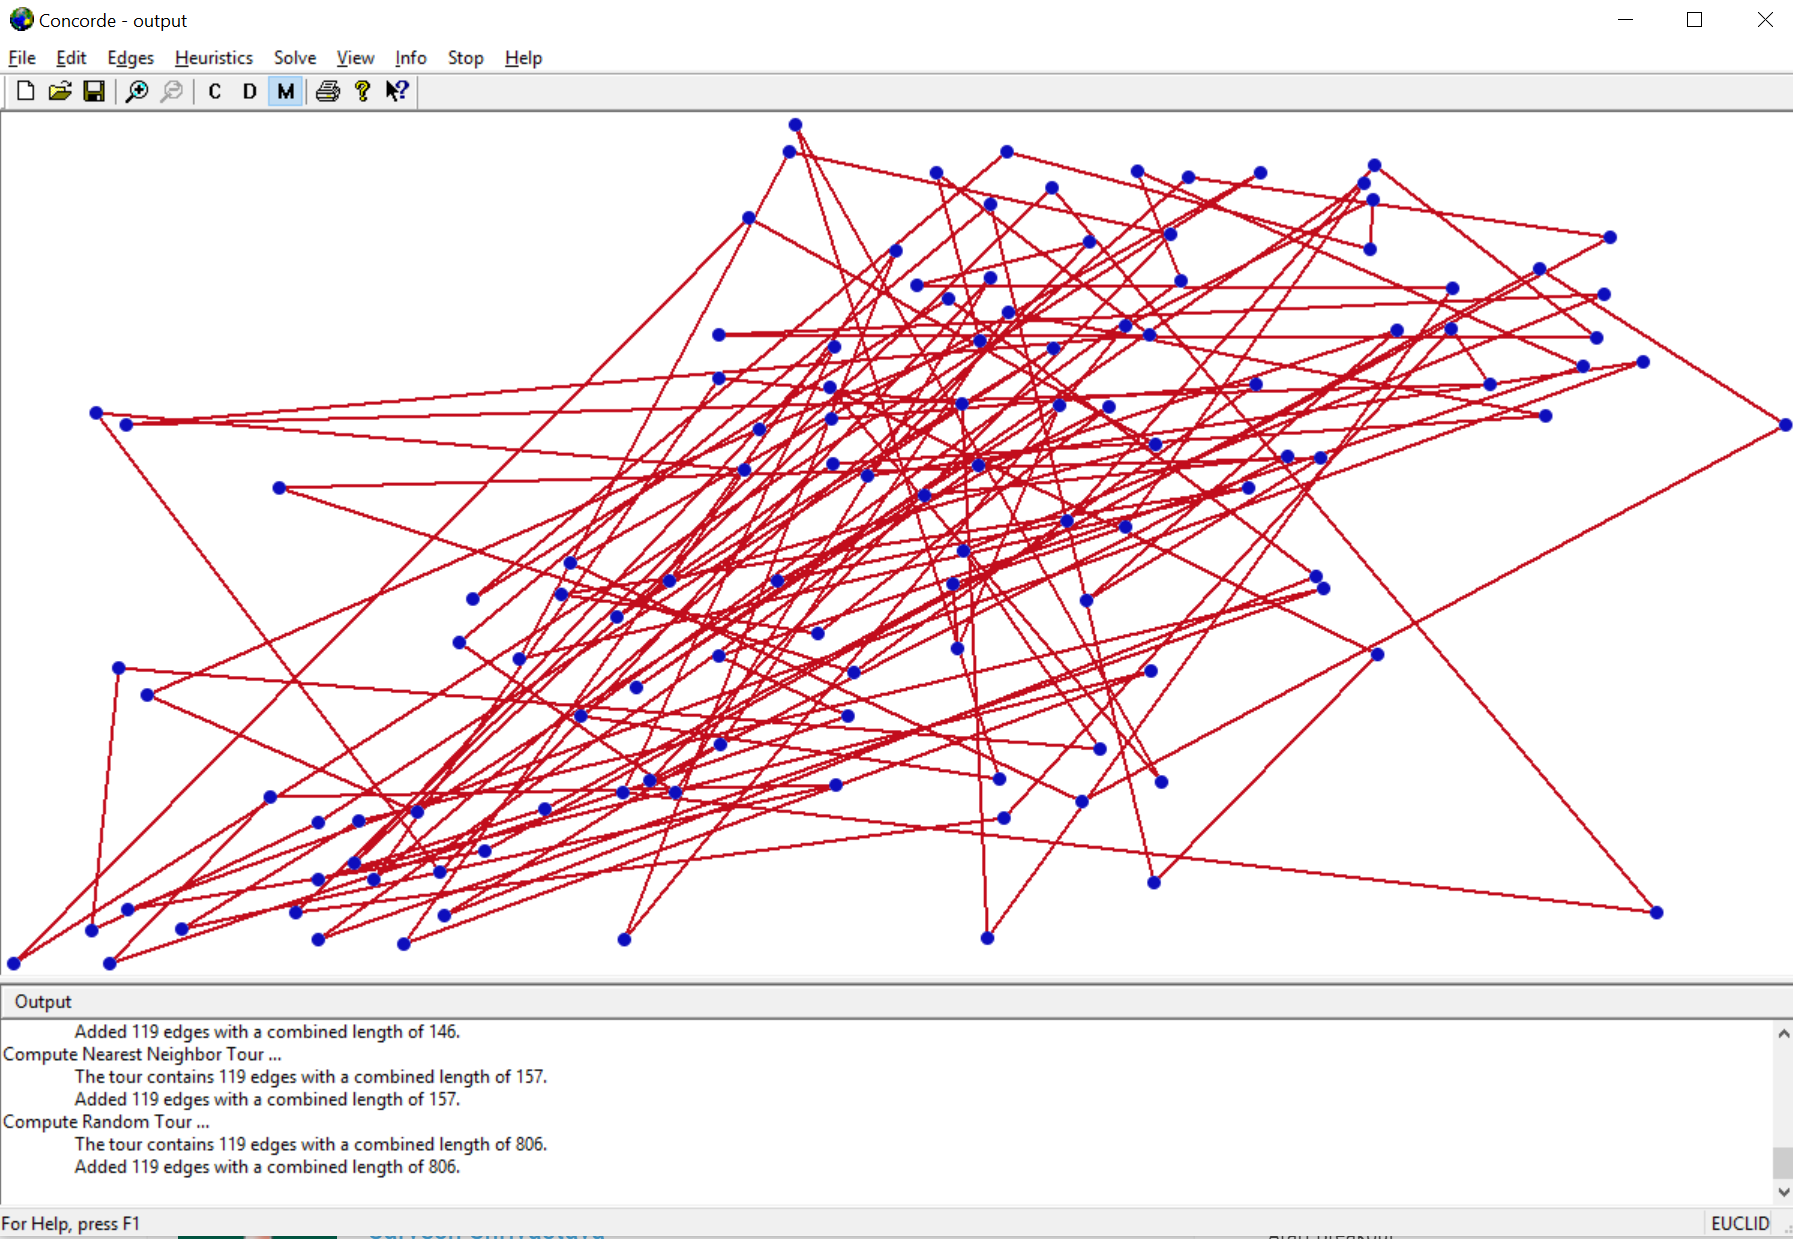 Concorde - output
File Edit Edges Heuristics Solve View Info Stop Help
C D M
Output
Added 119 edges with a combined length of 146.
Compute Nearest Neighbor Tour ...
The tour contains 119 edges with a combined length of 157.
Added 119 edges with a combined length of 157.
Compute Random Tour ...
The tour contains 119 edges with a combined length of 806.
Added 119 edges with a combined length of 806.
For Help, press F1
EUCLID